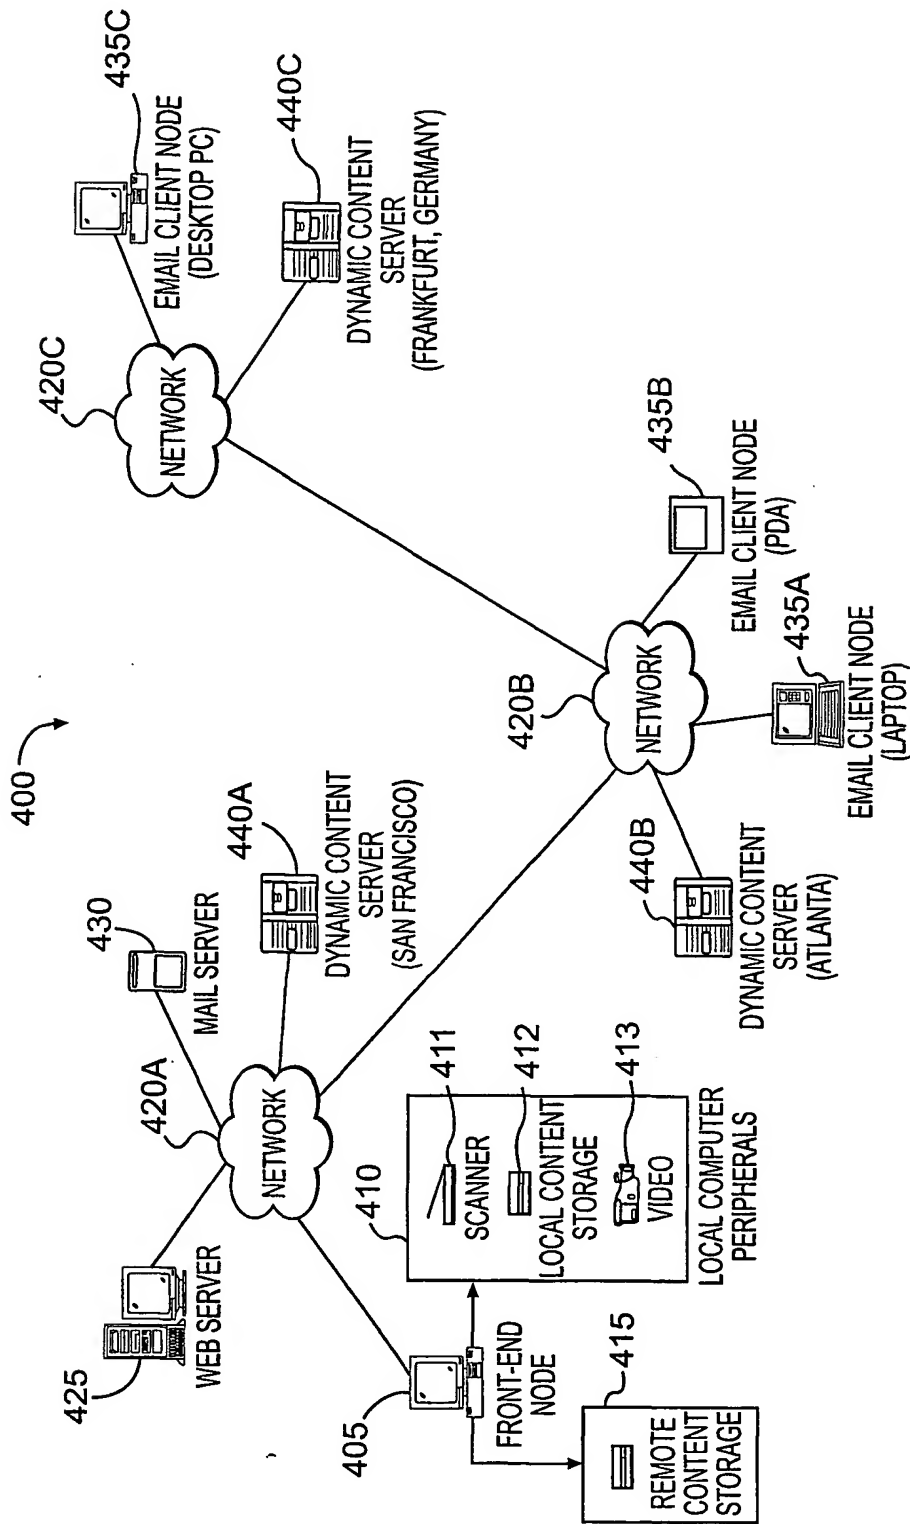 400
425
WEB SERVER
420A
NETWORK
430
MAIL SERVER
440A
DYNAMIC CONTENT
SERVER
(SAN FRANCISCO)
420C
NETWORK
435C
EMAIL CLIENT NODE
(DESKTOP PC)
440C
DYNAMIC CONTENT
SERVER
(FRANKFURT, GERMANY)
405
FRONT-END
NODE
410
411
SCANNER
412
LOCAL CONTENT
STORAGE
413
VIDEO
LOCAL COMPUTER
PERIPHERALS
415
REMOTE
CONTENT
STORAGE
420B
NETWORK
440B
DYNAMIC CONTENT
SERVER
(ATLANTA)
435A
EMAIL CLIENT NODE
(LAPTOP)
435B
EMAIL CLIENT NODE
(PDA)